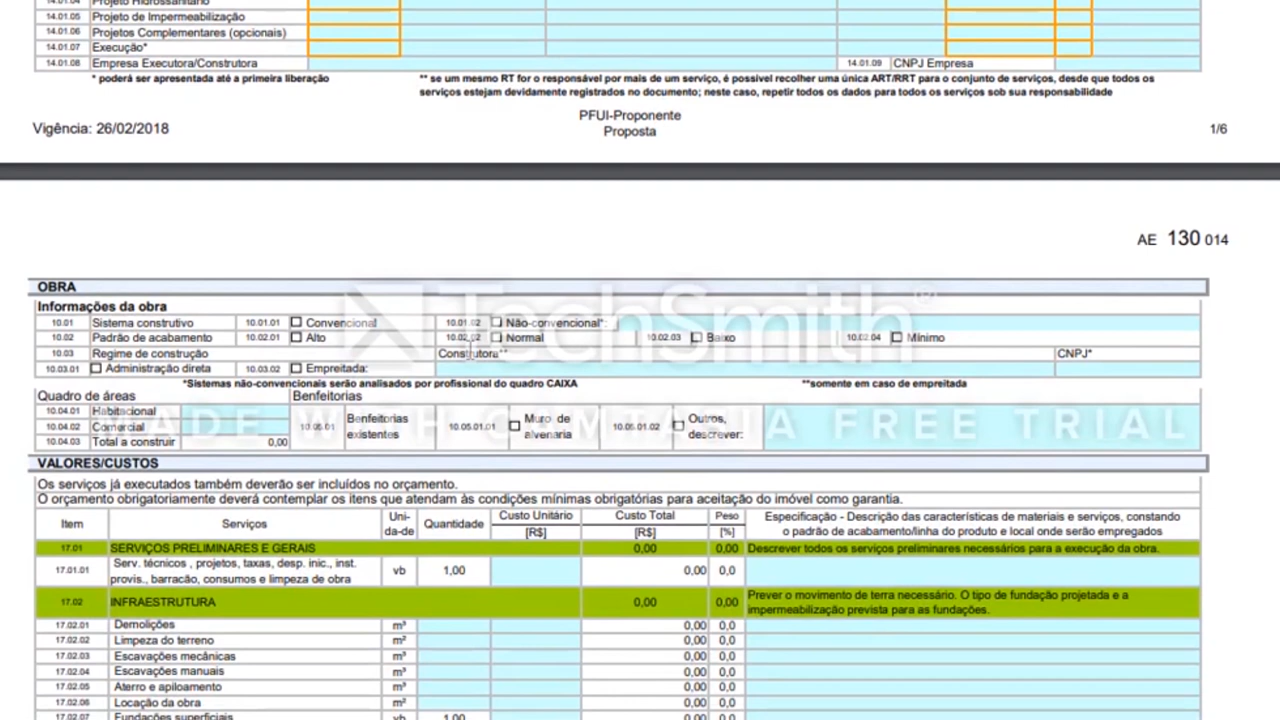 14.01.04 Projeto Hidrossanitário
14.01.05 Projeto de Impermeabilização
14.01.06 Projetos Complementares (opcionais)
14.01.07 Execução*
14.01.08 Empresa Executora/Construtora 14.01.09 CNPJ Empresa
* poderá ser apresentada até a primeira liberação
** se um mesmo RT for o responsável por mais de um serviço, é possivel recolher uma única ART/RRT para o conjunto de serviços, desde que todos os
serviços estejam devidamente registrados no documento; neste caso, repetir todos os dados para todos os serviços sob sua responsabilidade
Vigência: 26/02/2018
PFUI-Proponente
Proposta
1/6
AE 130 014
OBRA
Informações da obra
10.01 Sistema construtivo 10.01.01 Convencional 10.01.02 Não-convencional*:
10.02 Padrão de acabamento 10.02.01 Alto 10.02.02 Normal 10.02.03 Baixo 10.02.04 Mínimo
10.03 Regime de construção Construtora** CNPJ*
10.03.01 Administração direta 10.03.02 Empreitada:
*Sistemas não-convencionais serão analisados por profissional do quadro CAIXA
**somente em caso de empreitada
Quadro de áreas Benfeitorias
10.04.01 Habitacional
10.04.02 Comercial
10.04.03 Total a construir 0,00
10.05.01 Benfeitorias existentes 10.05.01.01 Muro de alvenaria 10.05.01.02 Outros, descrever:
TechSmith®
MADE WITH CAMTASIA FREE TRIAL
VALORES/CUSTOS
Os serviços já executados também deverão ser incluídos no orçamento.
O orçamento obrigatoriamente deverá contemplar os itens que atendam às condições mínimas obrigatórias para aceitação do imóvel como garantia.
Item Serviços Uni-da-de Quantidade Custo Unitário [R$] Custo Total [R$] Peso [%] Especificação - Descrição das características de materiais e serviços, constando o padrão de acabamento/linha do produto e local onde serão empregados
17.01 SERVIÇOS PRELIMINARES E GERAIS 0,00 0,00 Descrever todos os serviços preliminares necessários para a execução da obra.
17.01.01 Serv. técnicos , projetos, taxas, desp. inic., inst. provis., barracão, consumos e limpeza de obra vb 1,00 0,00 0,0
17.02 INFRAESTRUTURA 0,00 0,00 Prever o movimento de terra necessário. O tipo de fundação projetada e a impermeabilização prevista para as fundações.
17.02.01 Demolições m³ 0,00 0,0
17.02.02 Limpeza do terreno m² 0,00 0,0
17.02.03 Escavações mecânicas m³ 0,00 0,0
17.02.04 Escavações manuais m³ 0,00 0,0
17.02.05 Aterro e apiloamento m³ 0,00 0,0
17.02.06 Locação da obra m² 0,00 0,0
17.02.07 Fundações superficiais vb 1,00 0,00 0,0